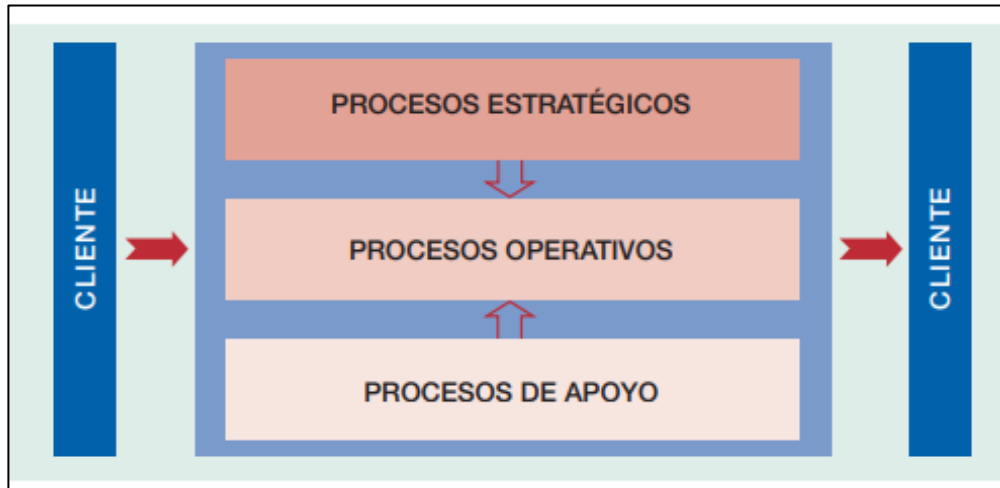 CLIENTE
PROCESOS ESTRATÉGICOS
PROCESOS OPERATIVOS
PROCESOS DE APOYO
CLIENTE